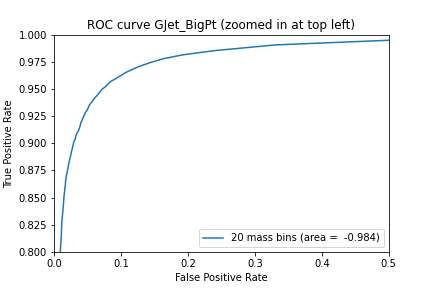 ROC curve GJet_BigPt (zoomed in at top left)
1.000
0.975
0.950
0.925
0.900
0.875
0.850
0.825
0.800
True Positive Rate
20 mass bins (area =  -0.984)
0.0 0.1 0.2 0.3 0.4 0.5
False Positive Rate